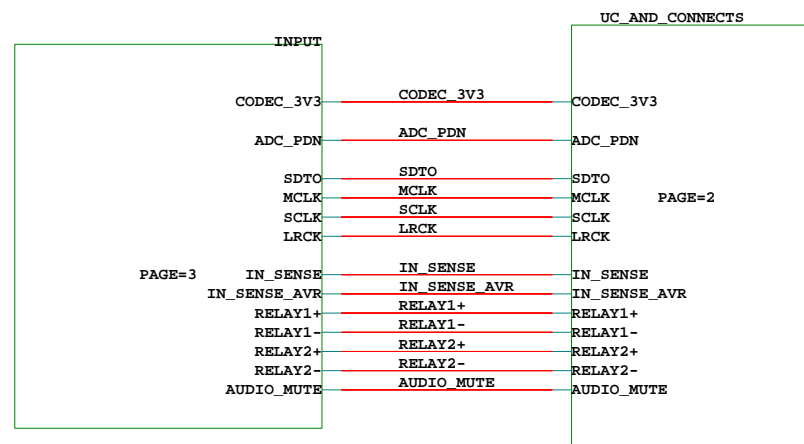 UC_AND_CONNECTS
INPUT
CODEC_3V3 CODEC_3V3 CODEC_3V3
ADC_PDN ADC_PDN ADC_PDN
SDTO SDTO SDTO
MCLK MCLK MCLK PAGE=2
SCLK SCLK SCLK
LRCK LRCK LRCK
PAGE=3 IN_SENSE IN_SENSE IN_SENSE
IN_SENSE_AVR IN_SENSE_AVR IN_SENSE_AVR
RELAY1+ RELAY1+ RELAY1+
RELAY1- RELAY1- RELAY1-
RELAY2+ RELAY2+ RELAY2+
RELAY2- RELAY2- RELAY2-
AUDIO_MUTE AUDIO_MUTE AUDIO_MUTE